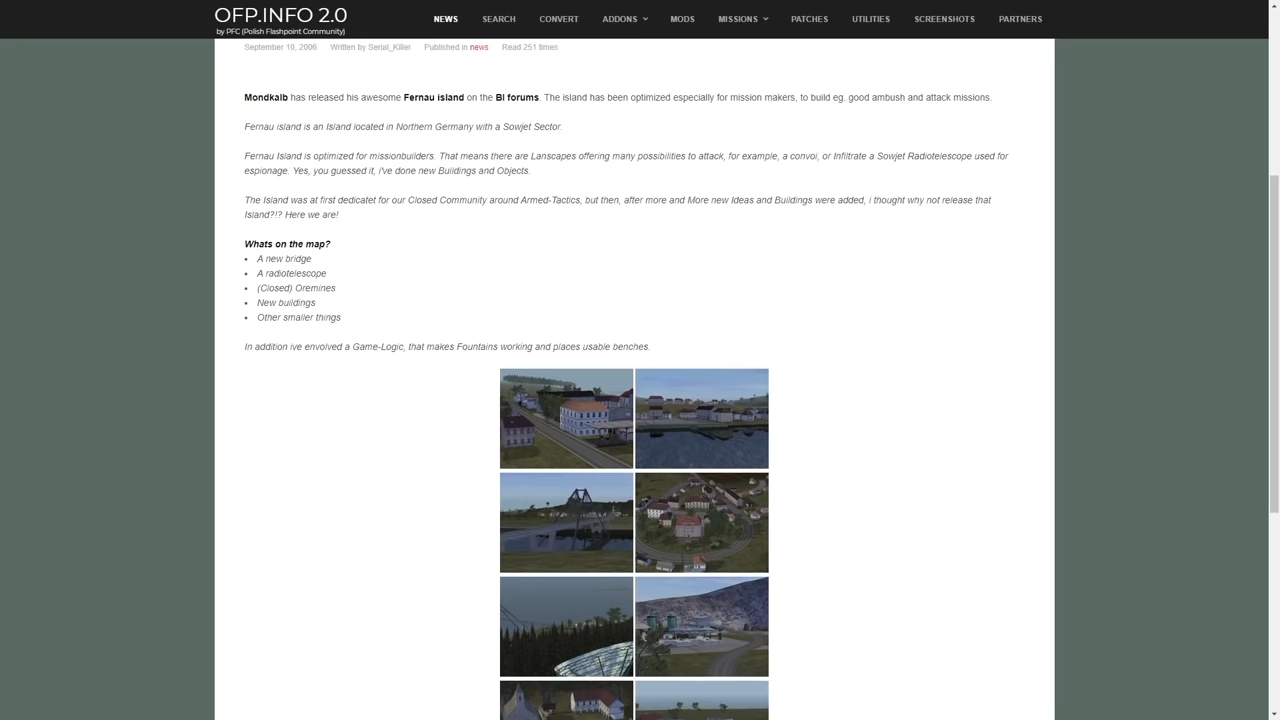 OFP.INFO 2.0
by PFC (Polish Flashpoint Community)
NEWS SEARCH CONVERT ADDONS MODS MISSIONS PATCHES UTILITIES SCREENSHOTS PARTNERS
September 10, 2006 Written by Serial_Killer Published in news Read 251 times
Mondkalb has released his awesome Fernau island on the BI forums. The island has been optimized especially for mission makers, to build eg. good ambush and attack missions.
Fernau island is an Island located in Northern Germany with a Sowjet Sector.
Fernau Island is optimized for missionbuilders. That means there are Lanscapes offering many possibilities to attack, for example, a convoi, or Infiltrate a Sowjet Radioteiescope used for
espionage. Yes, you guessed it, i've done new Buildings and Objects.
The Island was at first dedicatet for our Closed Community around Armed-Tactics, but then, after more and More new Ideas and Buildings were added, i thought why not release that
Island?!? Here we are!
Whats on the map?
• A new bridge
• A radioteiescope
• (Closed) Oremines
• New buildings
• Other smaller things
In addition ive envolved a Game-Logic, that makes Fountains working and places usable benches.